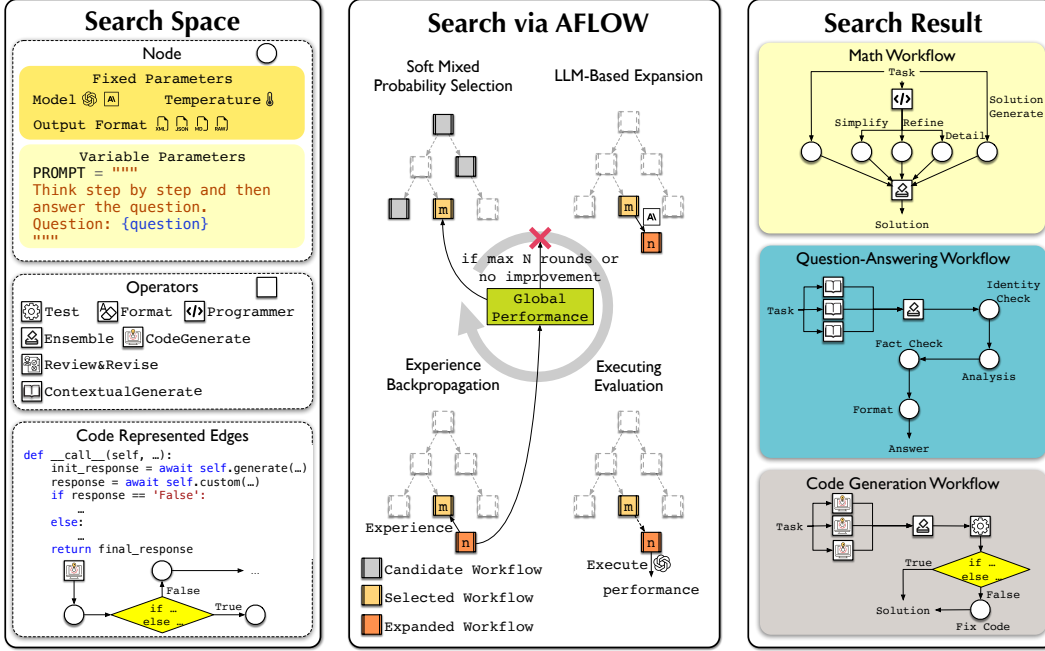 Search Space
Node
Fixed Parameters
Model
Temperature
Output Format
XML JSON MD RAW
Variable Parameters
PROMPT = """
Think step by step and then
answer the question.
Question: {question}
"""
Operators
Test Format Programmer
Ensemble CodeGenerate
Review&Revise
ContextualGenerate
Code Represented Edges
def __call__(self, …):
init_response = await self.generate(…)
response = await self.custom(…)
if response == 'False':
…
else:
…
return final_response
…
False
if …
else …
True
Search via AFLOW
Soft Mixed
Probability Selection
LLM-Based Expansion
m
m
n
if max N rounds or
no improvement
Global
Performance
Experience
Backpropagation
Executing
Evaluation
m
Experience
n
m
n
Execute
performance
Candidate Workflow
Selected Workflow
Expanded Workflow
Search Result
Math Workflow
Task
Solution
Generate
Simplify
Refine
Detail
Solution
Question-Answering Workflow
Identity
Check
Task
Fact Check
Analysis
Format
Answer
Code Generation Workflow
Task
True
if …
else …
False
Solution
Fix Code